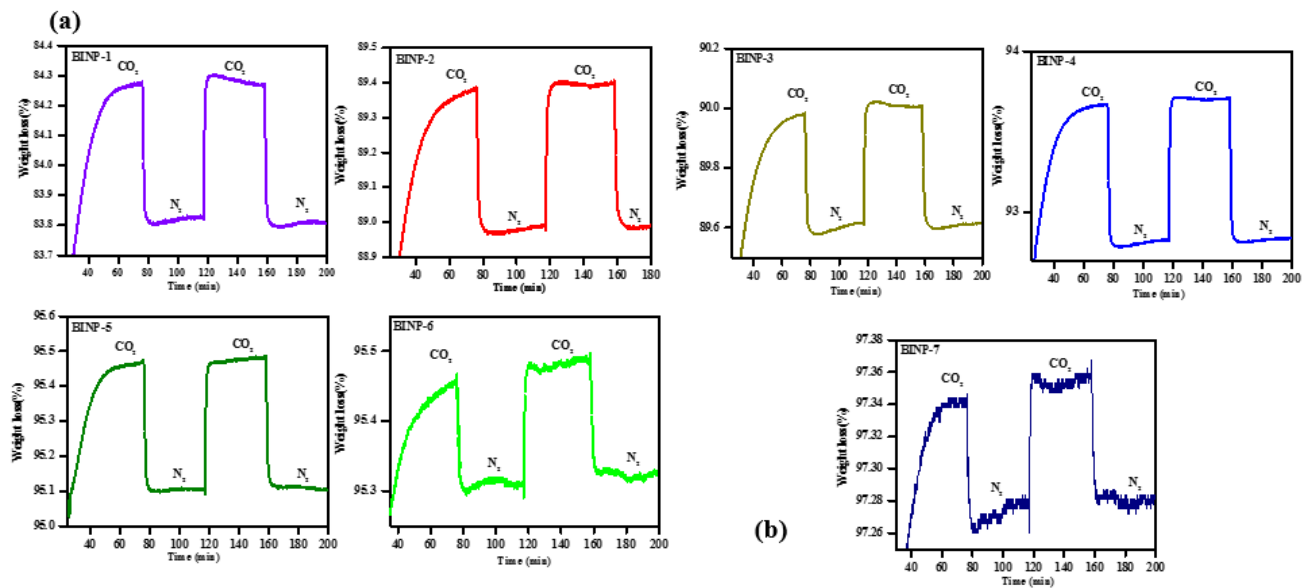 (a)
BINP-1
CO2
N2
CO2
N2
84.4
84.3
84.2
84.1
84.0
83.9
83.8
83.7
40 60 80 100 120 140 160 180 200
Weight loss(%)
Time (min)
BINP-2
CO2
N2
CO2
N2
89.5
89.4
89.3
89.2
89.1
89.0
88.9
40 60 80 100 120 140 160 180
Weight loss(%)
Time (min)
BINP-3
CO2
N2
CO2
N2
90.2
90.0
89.8
89.6
40 60 80 100 120 140 160 180 200
Weight loss(%)
Time (min)
BINP-4
CO2
N2
CO2
N2
94
93
40 60 80 100 120 140 160 180 200
Weight loss(%)
Time (min)
BINP-5
CO2
N2
CO2
N2
95.6
95.5
95.4
95.3
95.2
95.1
95.0
40 60 80 100 120 140 160 180 200
Weight loss(%)
Time (min)
BINP-6
CO2
N2
CO2
N2
95.5
95.4
95.3
40 60 80 100 120 140 160 180 200
Weight loss(%)
Time (min)
(b)
BINP-7
CO2
N2
CO2
N2
97.38
97.36
97.34
97.32
97.30
97.28
97.26
40 60 80 100 120 140 160 180 200
Weight loss(%)
Time (min)